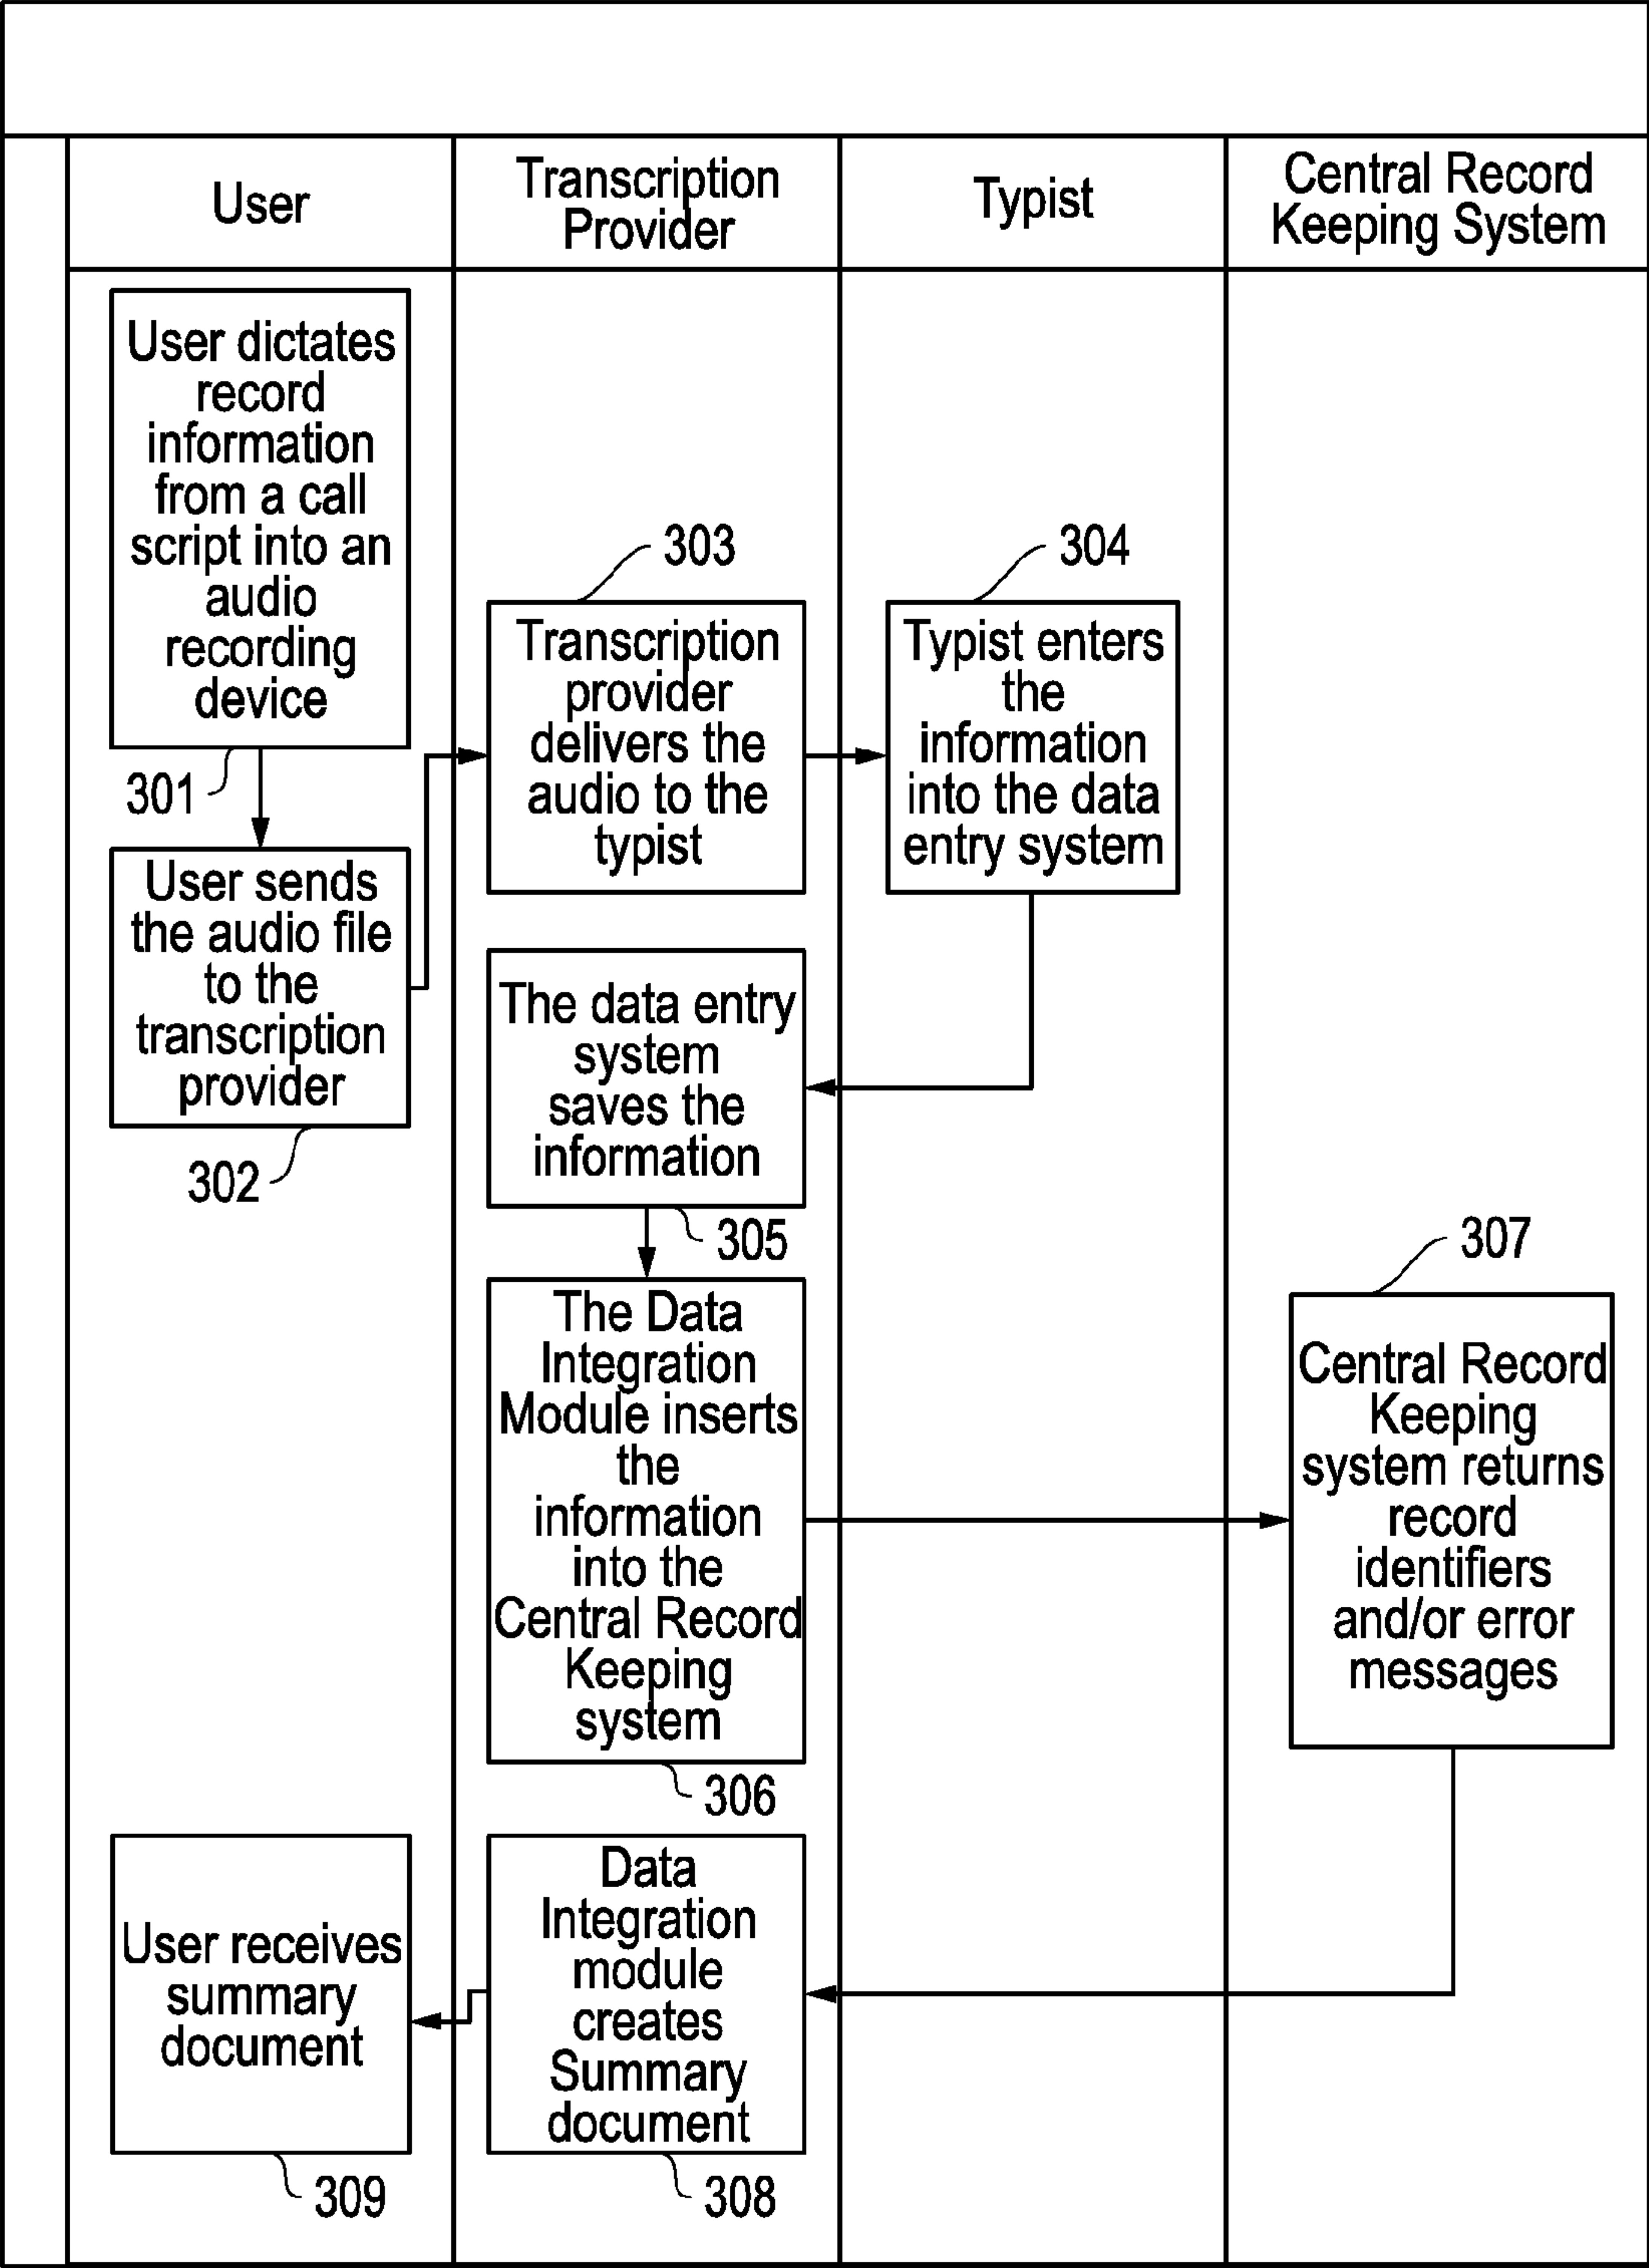 User
Transcription
Provider
Typist
Central Record
Keeping System
User dictates
record
information
from a call
script into an
audio
recording
device
301
User sends
the audio file
to the
transcription
provider
302
303
Transcription
provider
delivers the
audio to the
typist
304
Typist enters
the
information
into the data
entry system
The data entry
system
saves the
information
305
The Data
Integration
Module inserts
the
information
into the
Central Record
Keeping
system
306
307
Central Record
Keeping
system returns
record
identifiers
and/or error
messages
Data
Integration
module
creates
Summary
document
308
User receives
summary
document
309